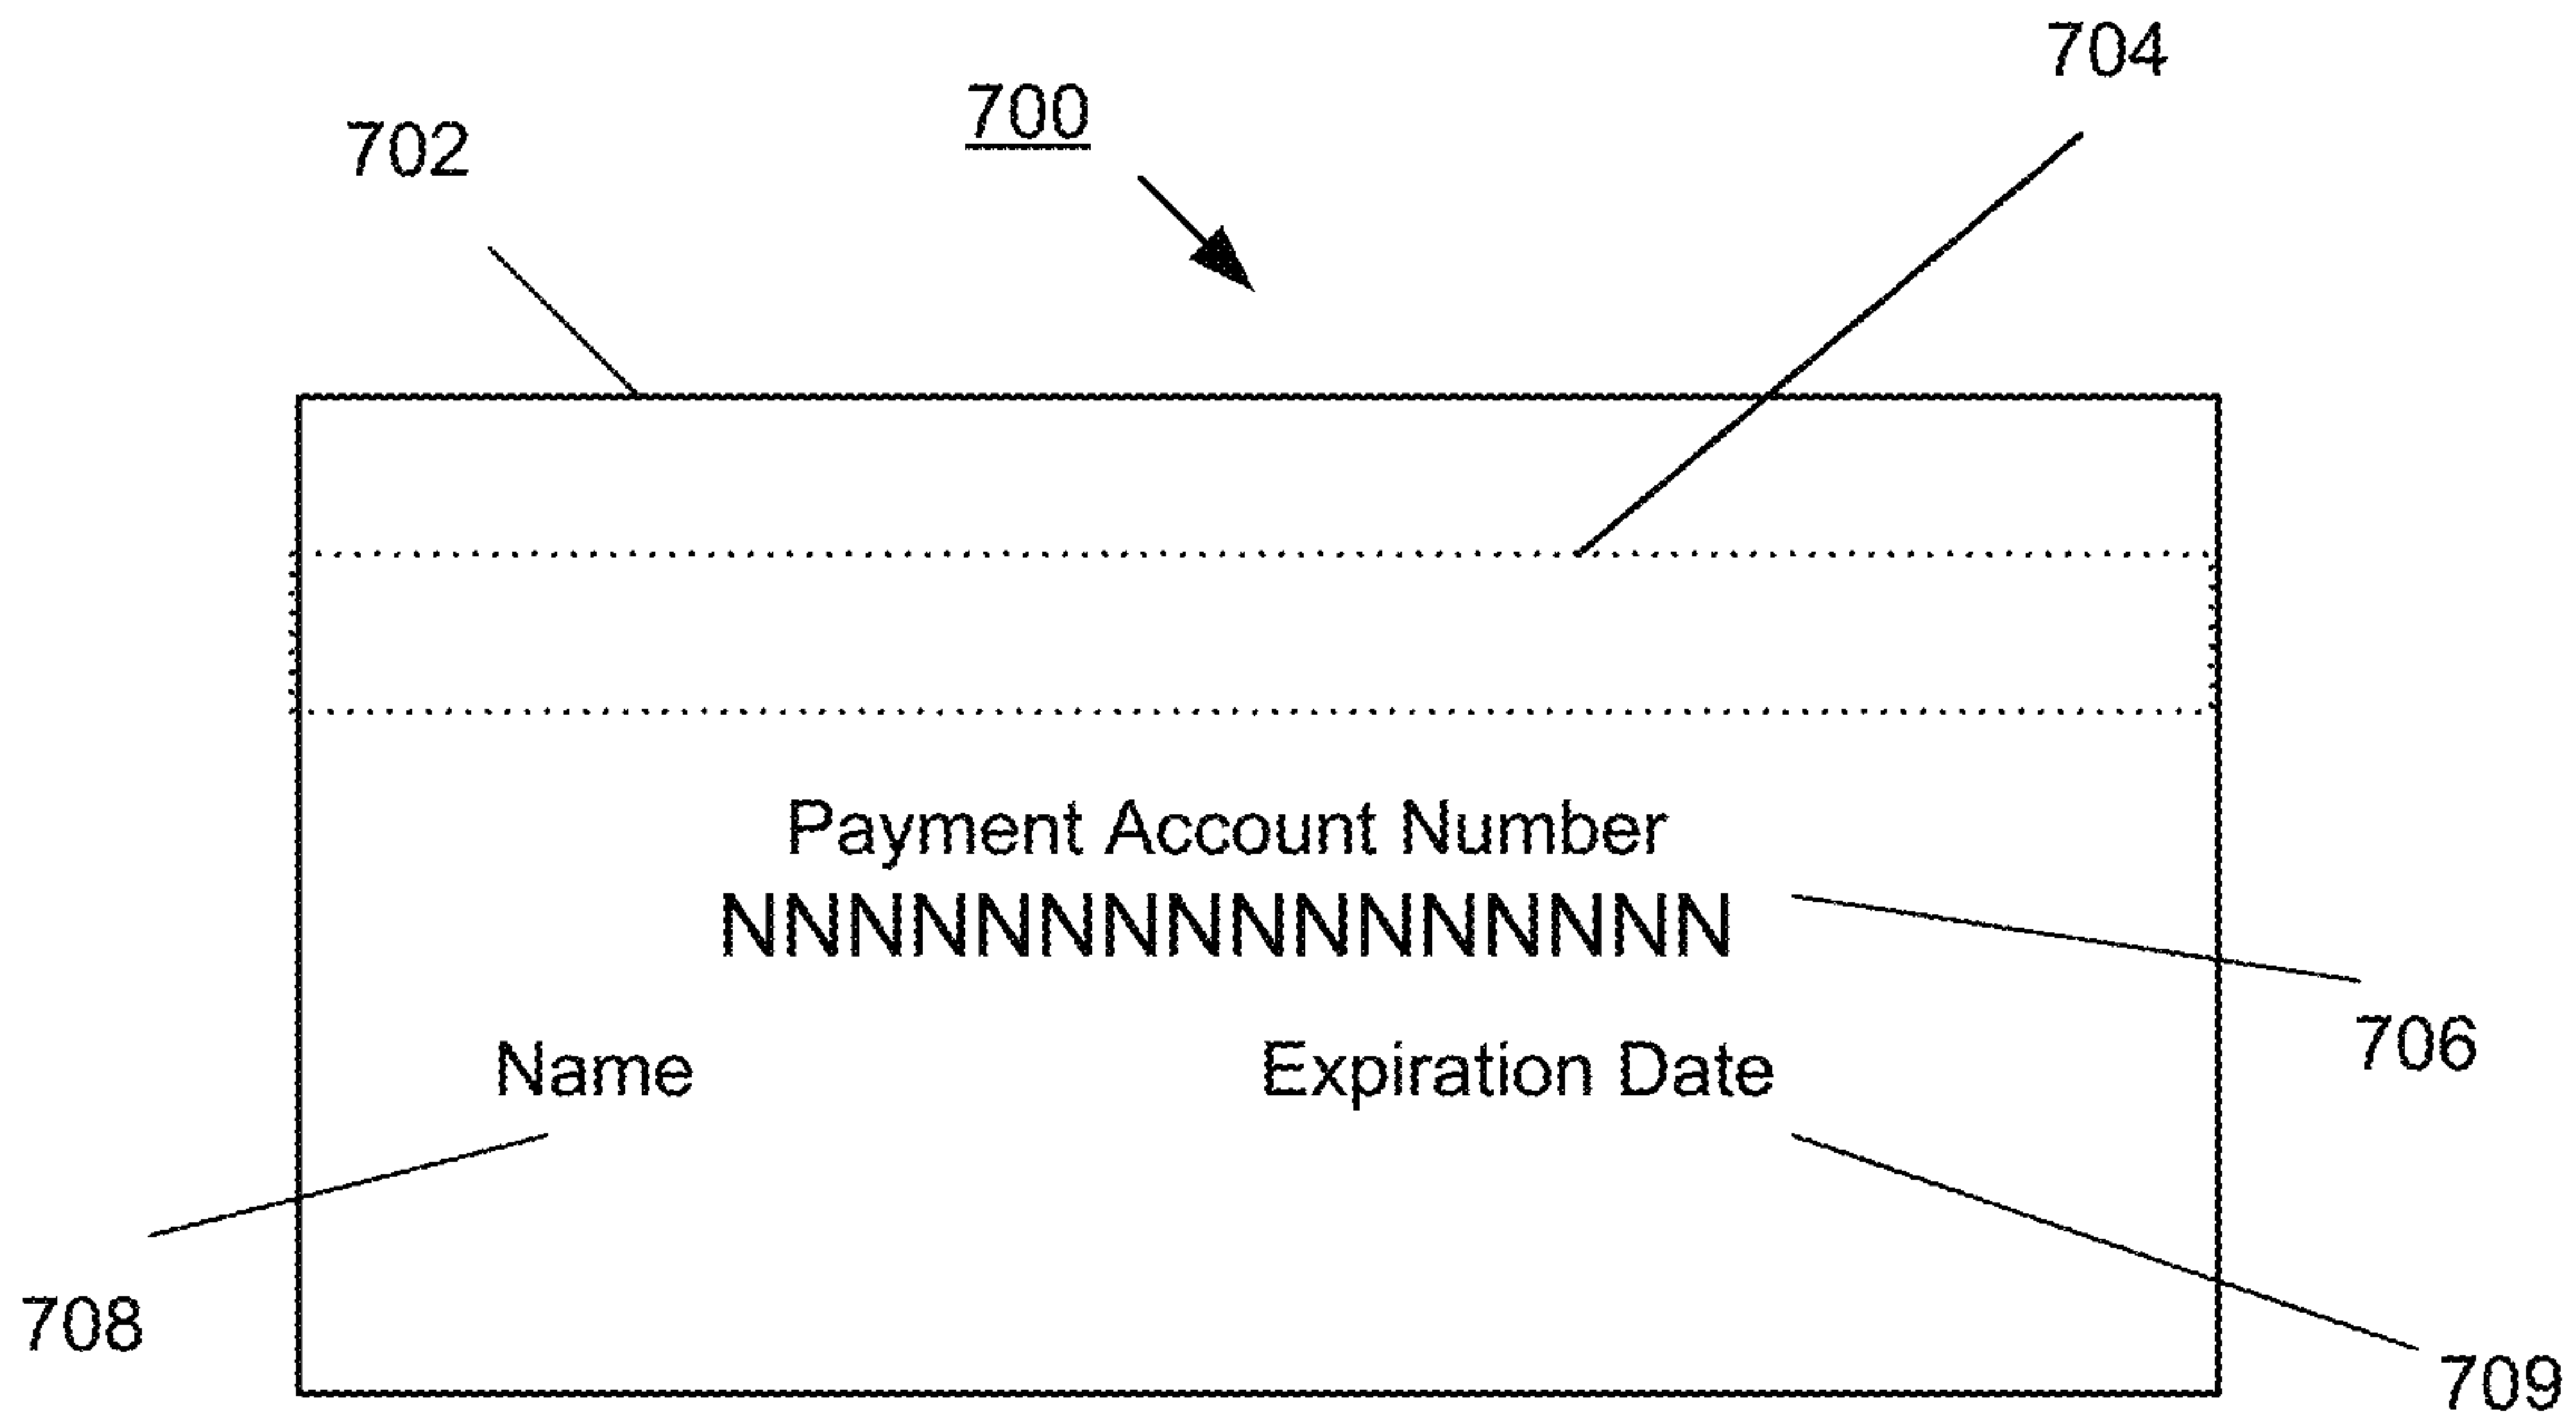 704
700
702
Payment Account Number
NNNNNNNNNNNNNNNN
706
Name Expiration Date
708
709